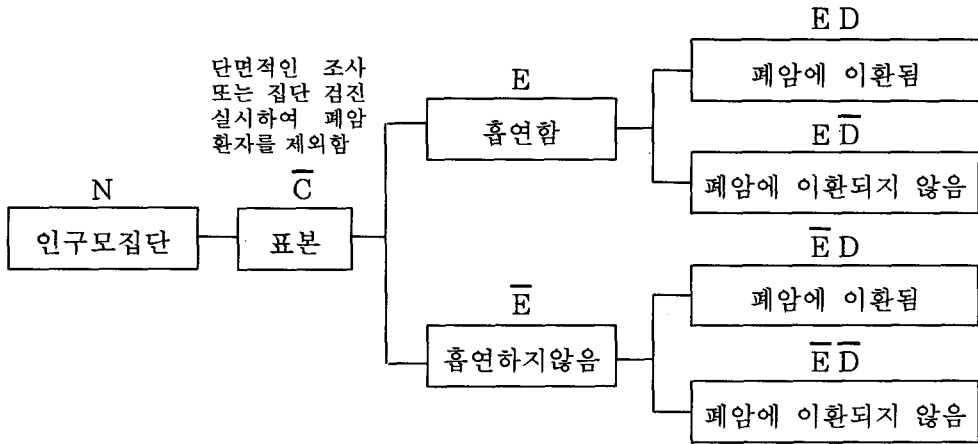 단면적인 조사
또는 집단 검진
실시하여 폐암
환자를 제외함
N
인구모집단
C̅
표본
E
흡연함
E̅
흡연하지않음
E D
폐암에 이환됨
E D̅
폐암에 이환되지 않음
E̅ D
폐암에 이환됨
E̅ D̅
폐암에 이환되지 않음